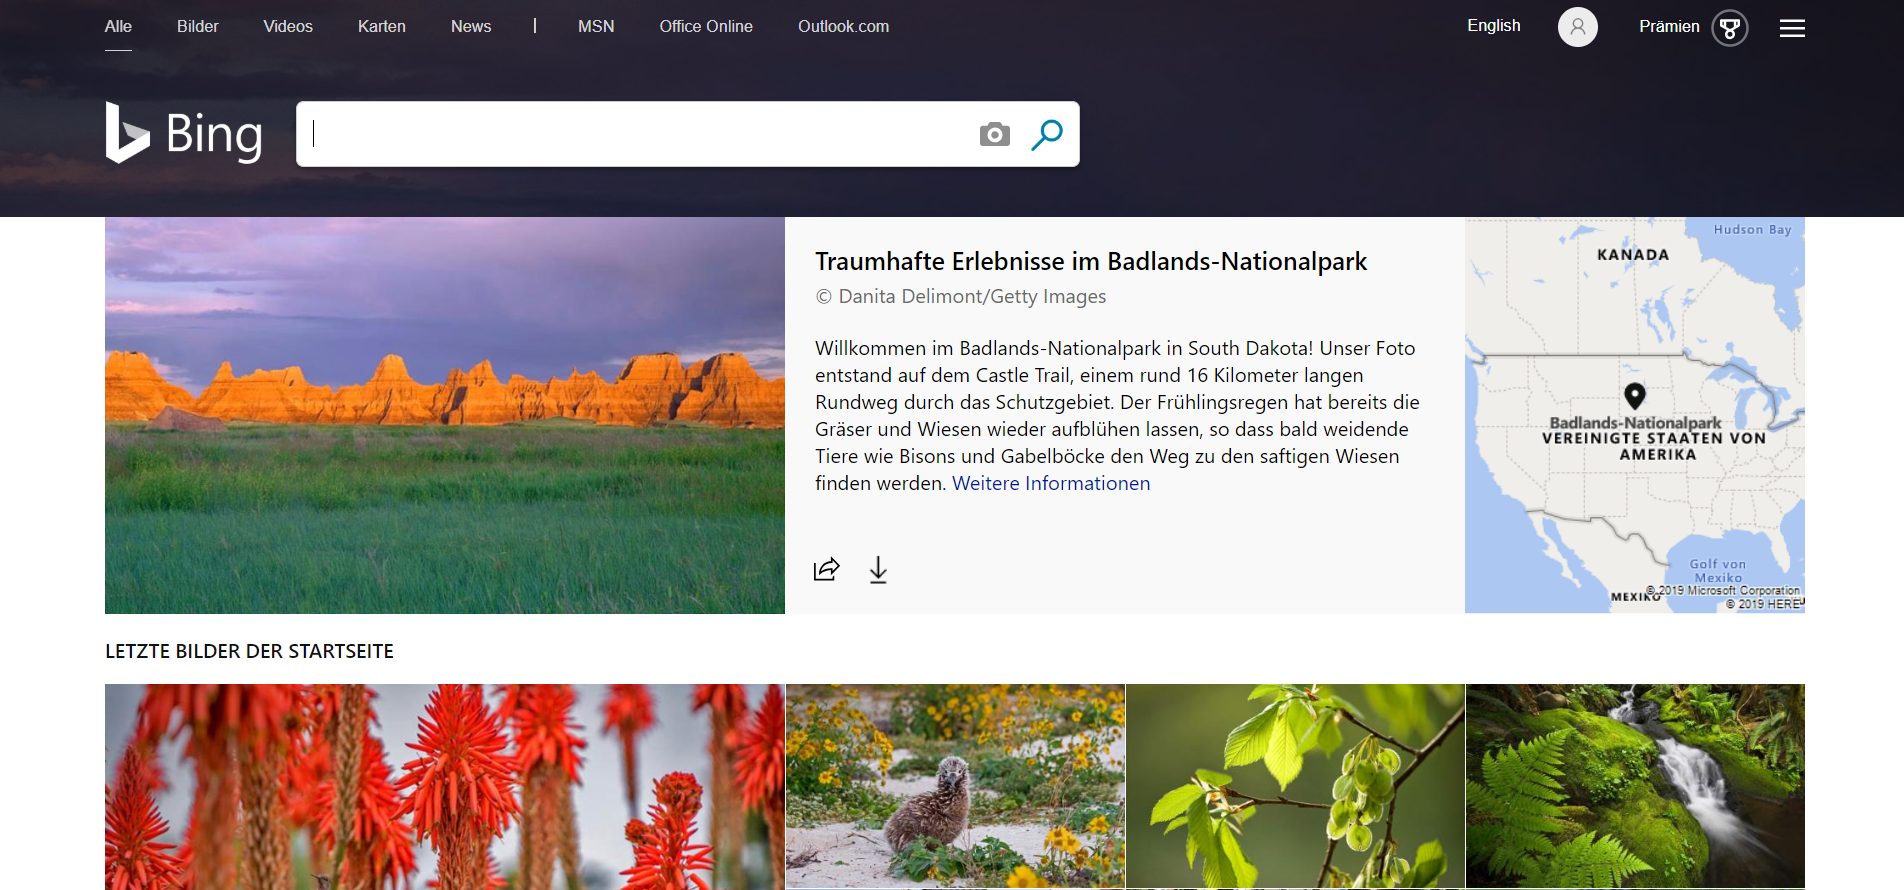 Alle Bilder Videos Karten News | MSN Office Online Outlook.com English Prämien
Bing
Traumhafte Erlebnisse im Badlands-Nationalpark
© Danita Delimont/Getty Images
Willkommen im Badlands-Nationalpark in South Dakota! Unser Foto
entstand auf dem Castle Trail, einem rund 16 Kilometer langen
Rundweg durch das Schutzgebiet. Der Frühlingsregen hat bereits die
Gräser und Wiesen wieder aufblühen lassen, so dass bald weidende
Tiere wie Bisons und Gabelböcke den Weg zu den saftigen Wiesen
finden werden. Weitere Informationen
Hudson Bay
KANADA
Badlands-Nationalpark
VEREINIGTE STAATEN VON
AMERIKA
Golf von
Mexiko
MEXIKO
© 2019 Microsoft Corporation
© 2019 HERE
LETZTE BILDER DER STARTSEITE